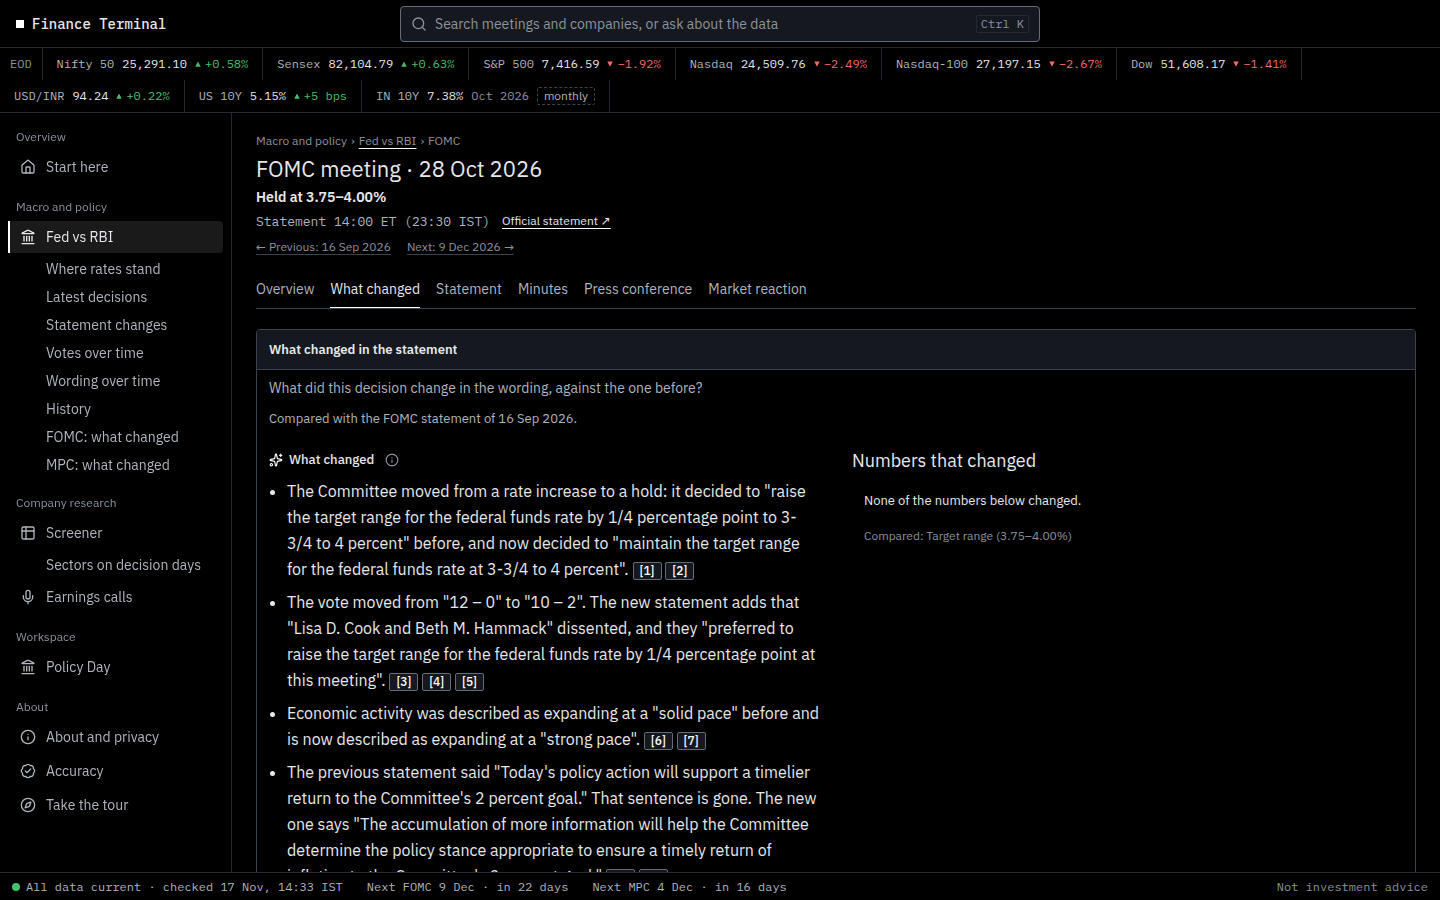 Finance Terminal
Search meetings and companies, or ask about the data
Ctrl K
EOD
Nifty 50 25,291.10 ▲ +0.58%
Sensex 82,104.79 ▲ +0.63%
S&P 500 7,416.59 ▼ −1.92%
Nasdaq 24,509.76 ▼ −2.49%
Nasdaq-100 27,197.15 ▼ −2.67%
Dow 51,608.17 ▼ −1.41%
USD/INR 94.24 ▲ +0.22%
US 10Y 5.15% ▲ +5 bps
IN 10Y 7.38% Oct 2026 monthly
Overview
Start here
Macro and policy
Fed vs RBI
Where rates stand
Latest decisions
Statement changes
Votes over time
Wording over time
History
FOMC: what changed
MPC: what changed
Company research
Screener
Sectors on decision days
Earnings calls
Workspace
Policy Day
About
About and privacy
Accuracy
Take the tour
Macro and policy › Fed vs RBI › FOMC
FOMC meeting · 28 Oct 2026
Held at 3.75–4.00%
Statement 14:00 ET (23:30 IST) Official statement ↗
← Previous: 16 Sep 2026 Next: 9 Dec 2026 →
Overview What changed Statement Minutes Press conference Market reaction
What changed in the statement
What did this decision change in the wording, against the one before?
Compared with the FOMC statement of 16 Sep 2026.
What changed
• The Committee moved from a rate increase to a hold: it decided to "raise
the target range for the federal funds rate by 1/4 percentage point to 3-
3/4 to 4 percent" before, and now decided to "maintain the target range
for the federal funds rate at 3-3/4 to 4 percent". [1] [2]
• The vote moved from "12 – 0" to "10 – 2". The new statement adds that
"Lisa D. Cook and Beth M. Hammack" dissented, and they "preferred to
raise the target range for the federal funds rate by 1/4 percentage point at
this meeting". [3] [4] [5]
• Economic activity was described as expanding at a "solid pace" before and
is now described as expanding at a "strong pace". [6] [7]
• The previous statement said "Today's policy action will support a timelier
return to the Committee's 2 percent goal." That sentence is gone. The new
one says "The accumulation of more information will help the Committee
determine the policy stance appropriate to ensure a timely return of
Numbers that changed
None of the numbers below changed.
Compared: Target range (3.75–4.00%)
All data current · checked 17 Nov, 14:33 IST
Next FOMC 9 Dec · in 22 days
Next MPC 4 Dec · in 16 days
Not investment advice